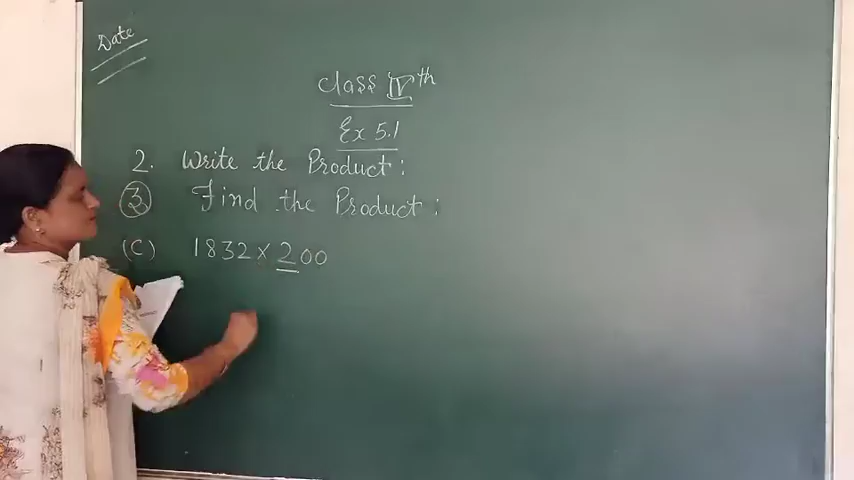 Date
Class IVth
Ex 5.1
2. Write the Product :
3 Find the Product :
(C) 1832 × 200